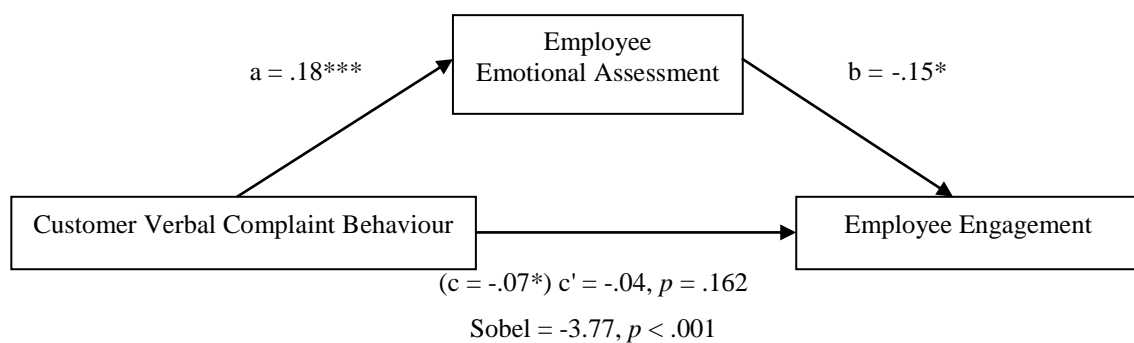 Employee
Emotional Assessment
a = .18***
b = -.15*
Customer Verbal Complaint Behaviour
Employee Engagement
(c = -.07*) c' = -.04, p = .162
Sobel = -3.77, p < .001